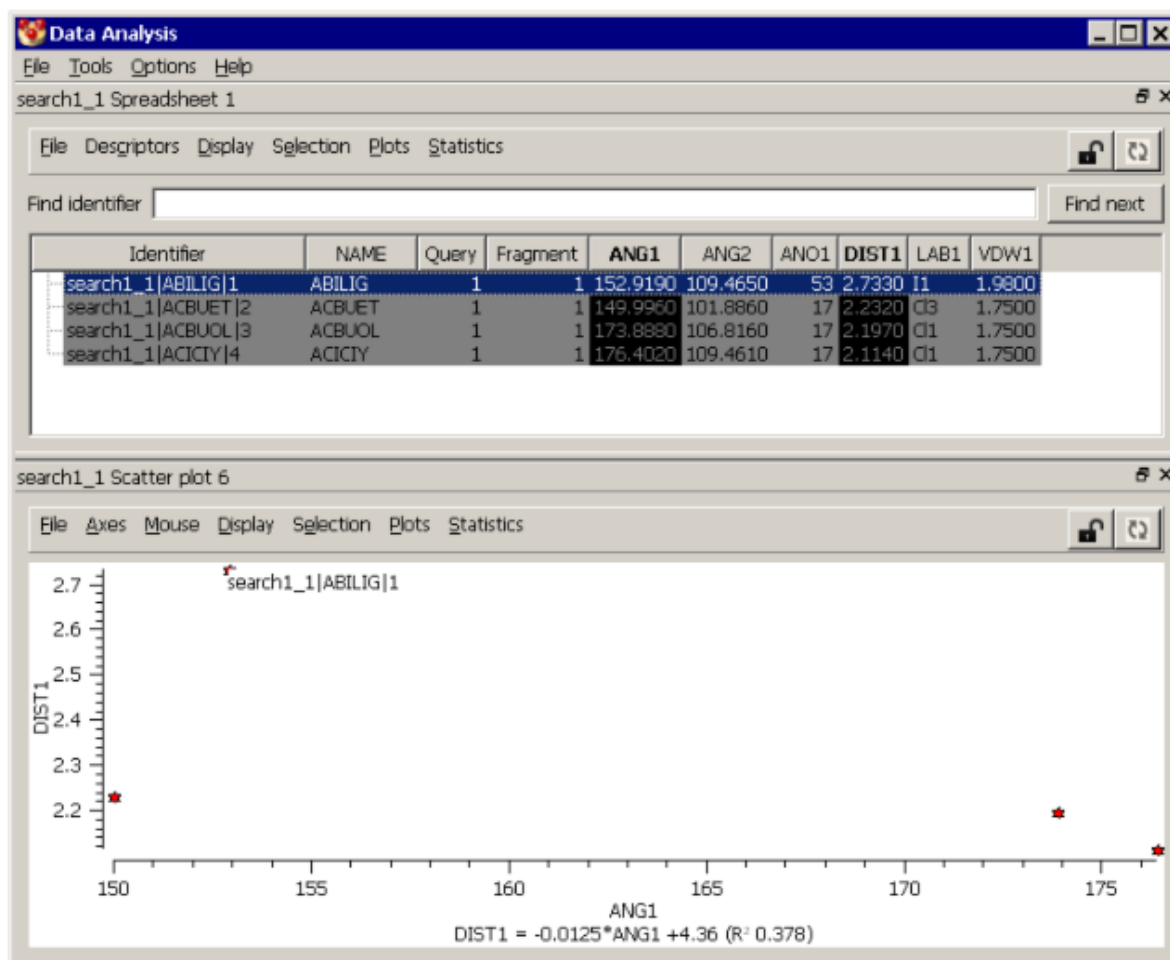 Data Analysis
File Tools Options Help
search1_1 Spreadsheet 1
File Descriptors Display Selection Plots Statistics
Find identifier Find next
Identifier NAME Query Fragment ANG1 ANG2 ANO1 DIST1 LAB1 VDW1
search1_1|ABILIG|1 ABILIG 1 1 152.9190 109.4650 53 2.7330 I1 1.9800
search1_1|ACBUET|2 ACBUET 1 1 149.9960 101.8860 17 2.2320 Cl3 1.7500
search1_1|ACBUOL|3 ACBUOL 1 1 173.8880 106.8160 17 2.1970 Cl1 1.7500
search1_1|ACICIY|4 ACICIY 1 1 176.4020 109.4610 17 2.1140 Cl1 1.7500
search1_1 Scatter plot 6
File Axes Mouse Display Selection Plots Statistics
search1_1|ABILIG|1
2.7
2.6
2.5
2.4
2.3
2.2
DIST1
150 155 160 165 170 175
ANG1
DIST1 = -0.0125*ANG1 +4.36 (R² 0.378)